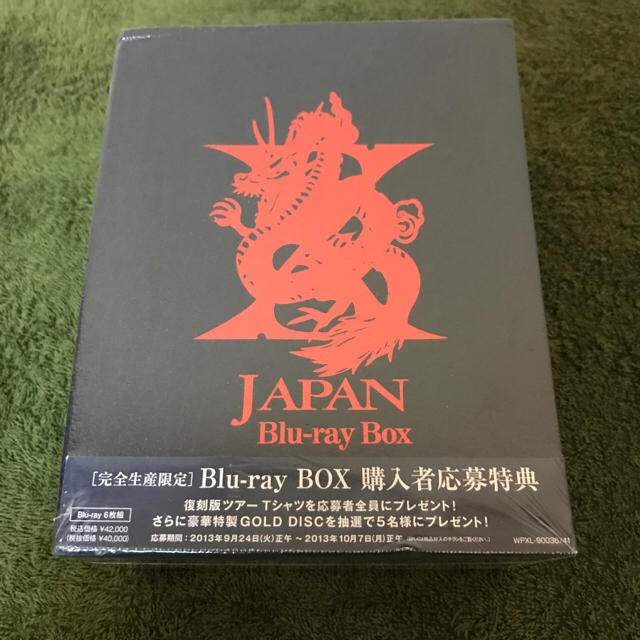 X
JAPAN
Blu-ray Box
[完全生産限定] Blu-ray BOX 購入者応募特典
復刻版ツアー Tシャツを応募者全員にプレゼント!
さらに豪華特製GOLD DISCを抽選で5名様にプレゼント!
Blu-ray 6枚組
税込価格 ¥42,000
(税抜価格 ¥40,000)
応募期間:2013年9月24日(火)正午 ~ 2013年10月7日(月)正午
WPXL-90036/41